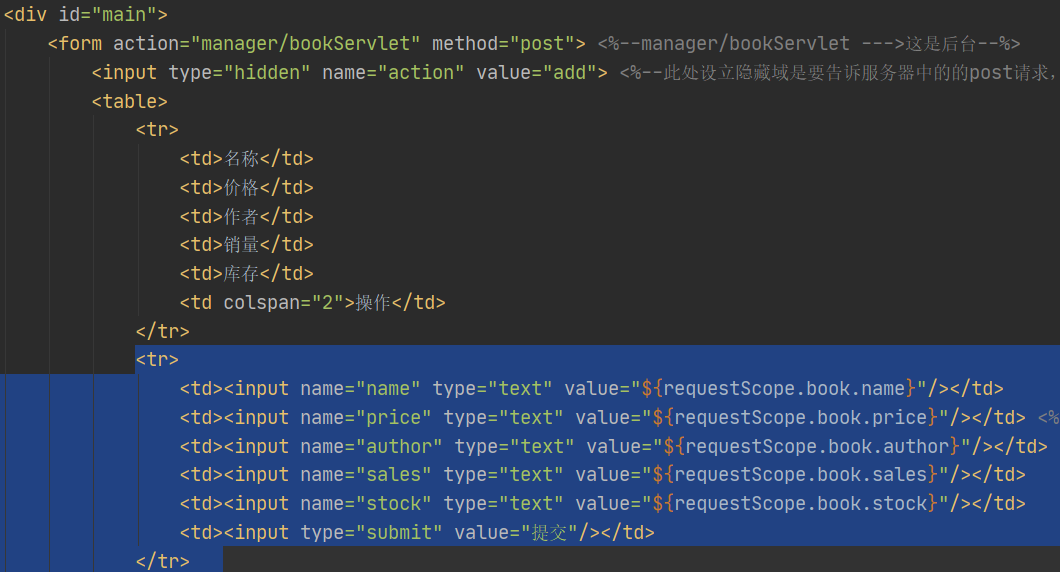 <div id="main">
<form action="manager/bookServlet" method="post"> <%--manager/bookServlet --->这是后台--%>
<input type="hidden" name="action" value="add"> <%--此处设立隐藏域是要告诉服务器中的的post请求，
<table>
<tr>
<td>名称</td>
<td>价格</td>
<td>作者</td>
<td>销量</td>
<td>库存</td>
<td colspan="2">操作</td>
</tr>
<tr>
<td><input name="name" type="text" value="${requestScope.book.name}"/></td>
<td><input name="price" type="text" value="${requestScope.book.price}"/></td> <%
<td><input name="author" type="text" value="${requestScope.book.author}"/></td>
<td><input name="sales" type="text" value="${requestScope.book.sales}"/></td>
<td><input name="stock" type="text" value="${requestScope.book.stock}"/></td>
<td><input type="submit" value="提交"/></td>
</tr>